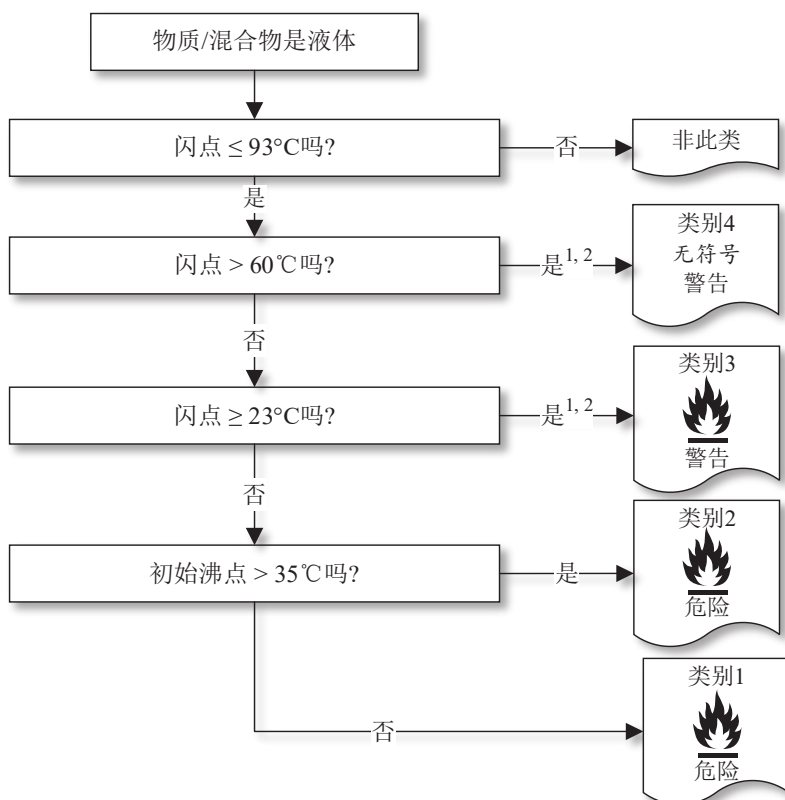 物质/混合物是液体
闪点 ≤ 93°C吗?
否
非此类
是
闪点 > 60℃吗?
是1, 2
类别4
无符号
警告
否
闪点 ≥ 23°C吗?
是1, 2
类别3
警告
否
初始沸点 > 35℃吗?
是
类别2
危险
否
类别1
危险